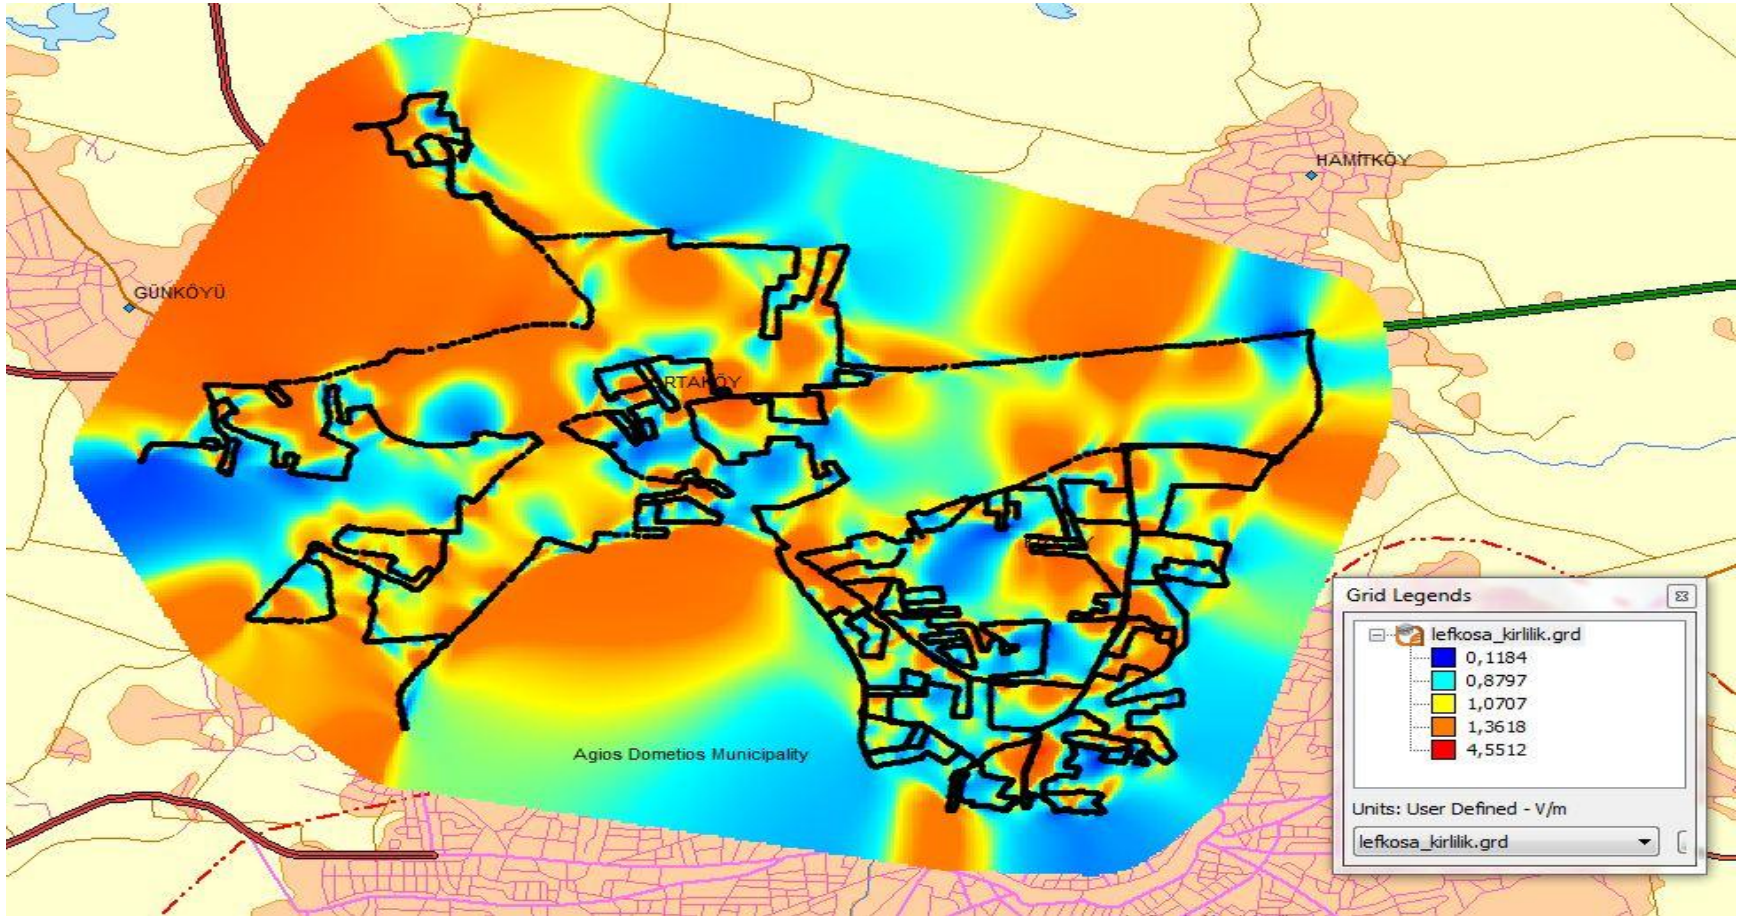 HAMİTKÖY
GÜNKÖYÜ
RTAKÖY
Agios Dometios Municipality
Grid Legends
lefkosa_kirlilik.grd
0,1184
0,8797
1,0707
1,3618
4,5512
Units: User Defined - V/m
lefkosa_kirlilik.grd